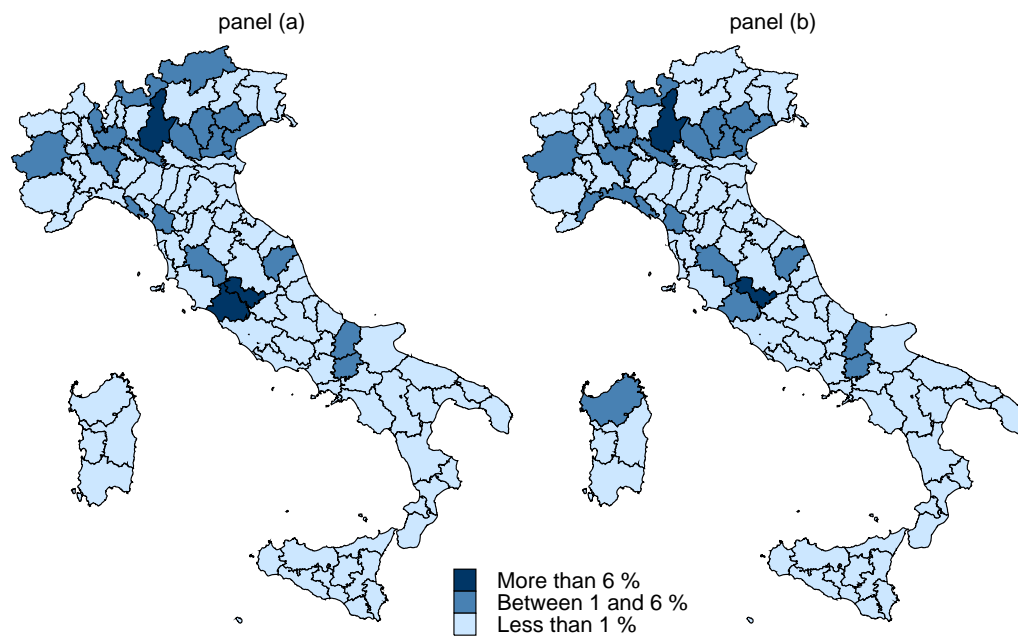 panel (a)
panel (b)
More than 6 %
Between 1 and 6 %
Less than 1 %